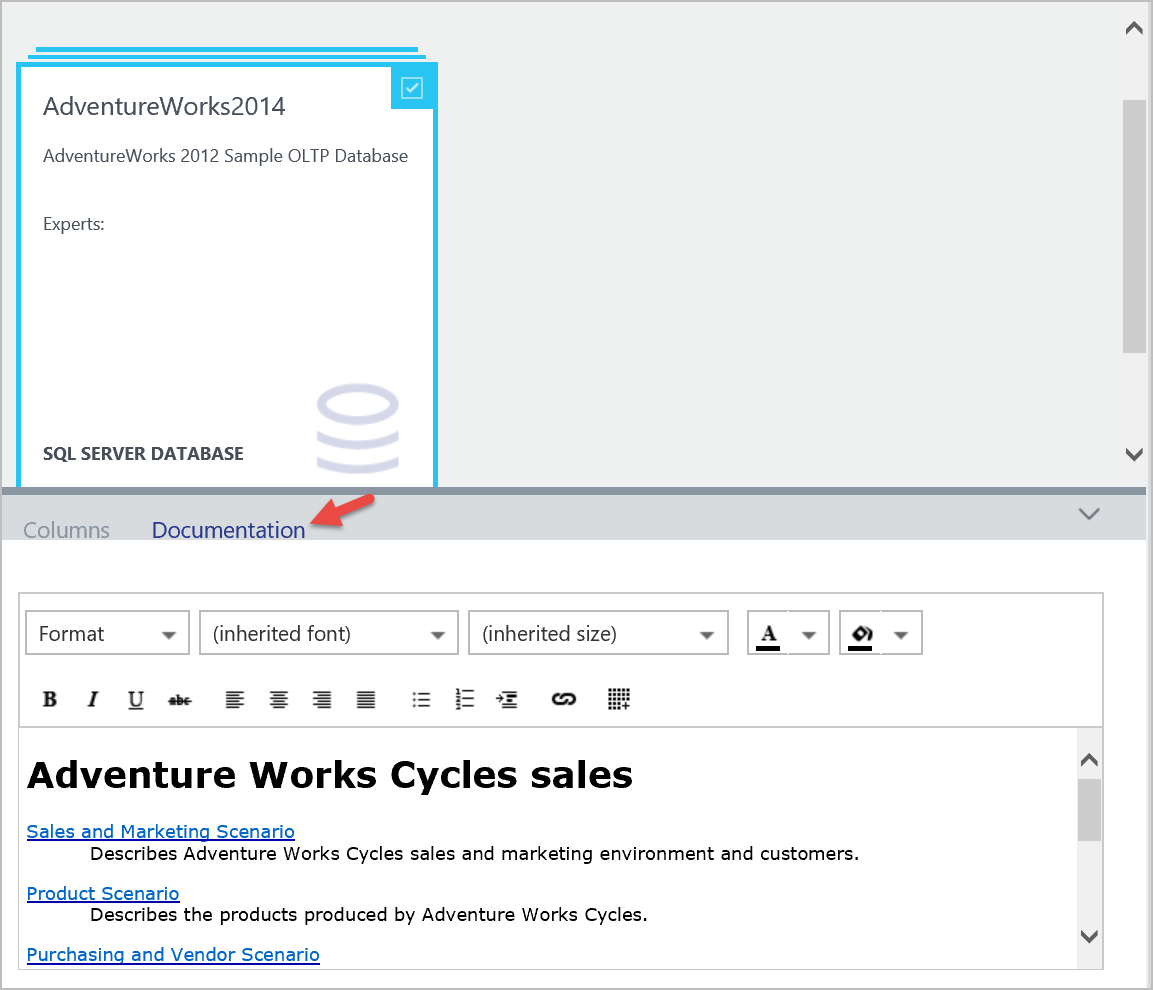 AdventureWorks2014
AdventureWorks 2012 Sample OLTP Database
Experts:
SQL SERVER DATABASE
Columns Documentation
Format (inherited font) (inherited size) A
B I U abc
Adventure Works Cycles sales
Sales and Marketing Scenario
Describes Adventure Works Cycles sales and marketing environment and customers.
Product Scenario
Describes the products produced by Adventure Works Cycles.
Purchasing and Vendor Scenario